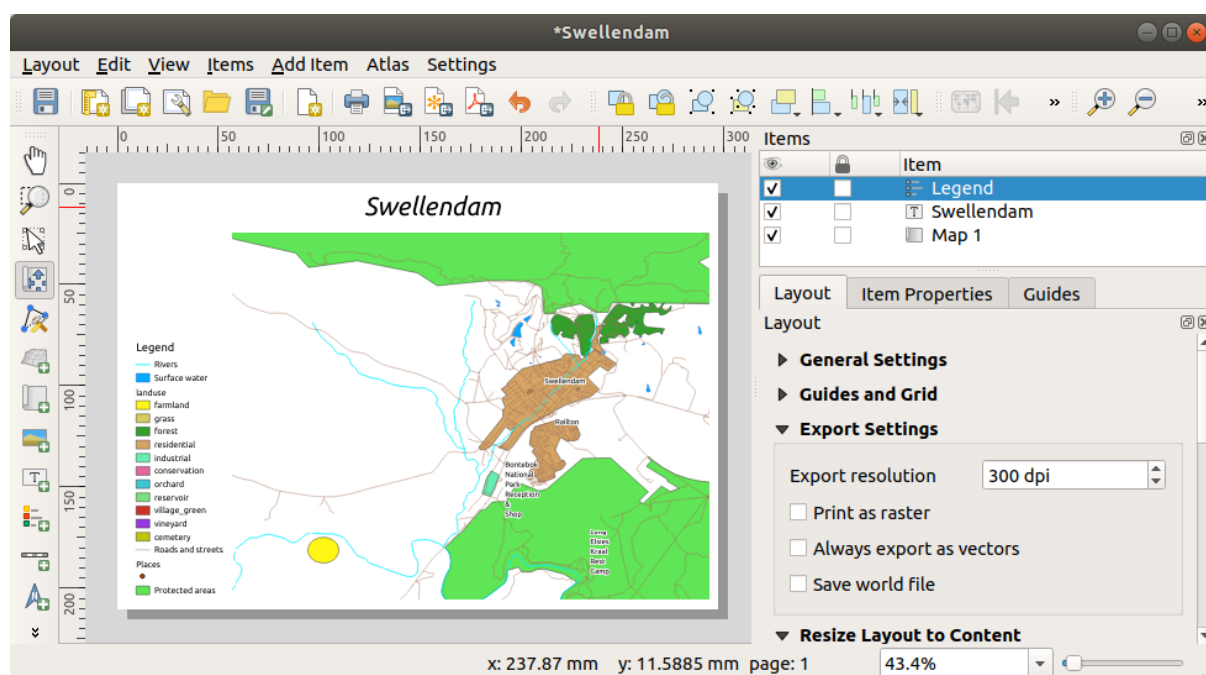 *Swellendam
Layout Edit View Items Add Item Atlas Settings
»
»
0 50 100 150 200 250 300
0
50
100
150
200
Swellendam
Legend
Rivers
Surface water
landuse
farmland
grass
forest
residential
industrial
conservation
orchard
reservoir
village_green
vineyard
cemetery
Roads and streets
Places
Protected areas
Swellendam
Railton
Bontebok
National
Park
Reception
&
Shop
Lang
Elsies
Kraal
Rest
Camp
Items
Item
Legend
T Swellendam
Map 1
Layout Item Properties Guides
Layout
General Settings
Guides and Grid
Export Settings
Export resolution 300 dpi
Print as raster
Always export as vectors
Save world file
Resize Layout to Content
x: 237.87 mm y: 11.5885 mm page: 1 43.4%